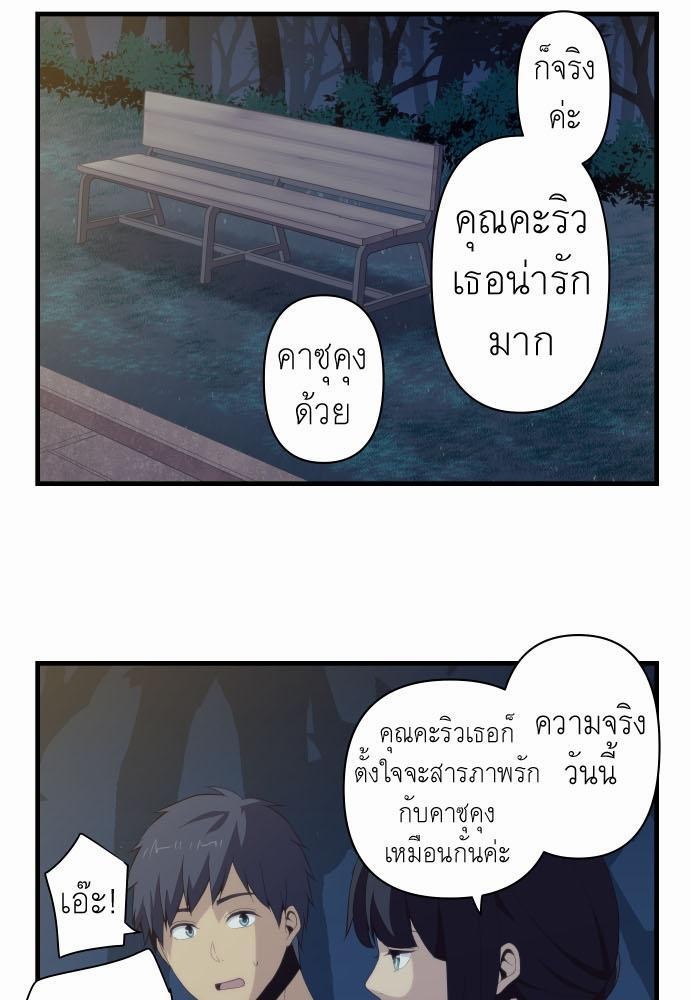 ก็จริง
ค่ะ
คุณคะริว
เธอน่ารัก
มาก
คาซุคุง
ด้วย
ความจริง
วันนี้
คุณคะริวเธอก็
ตั้งใจจะสารภาพรัก
กับคาซุคุง
เหมือนกันค่ะ
เอ๊ะ!